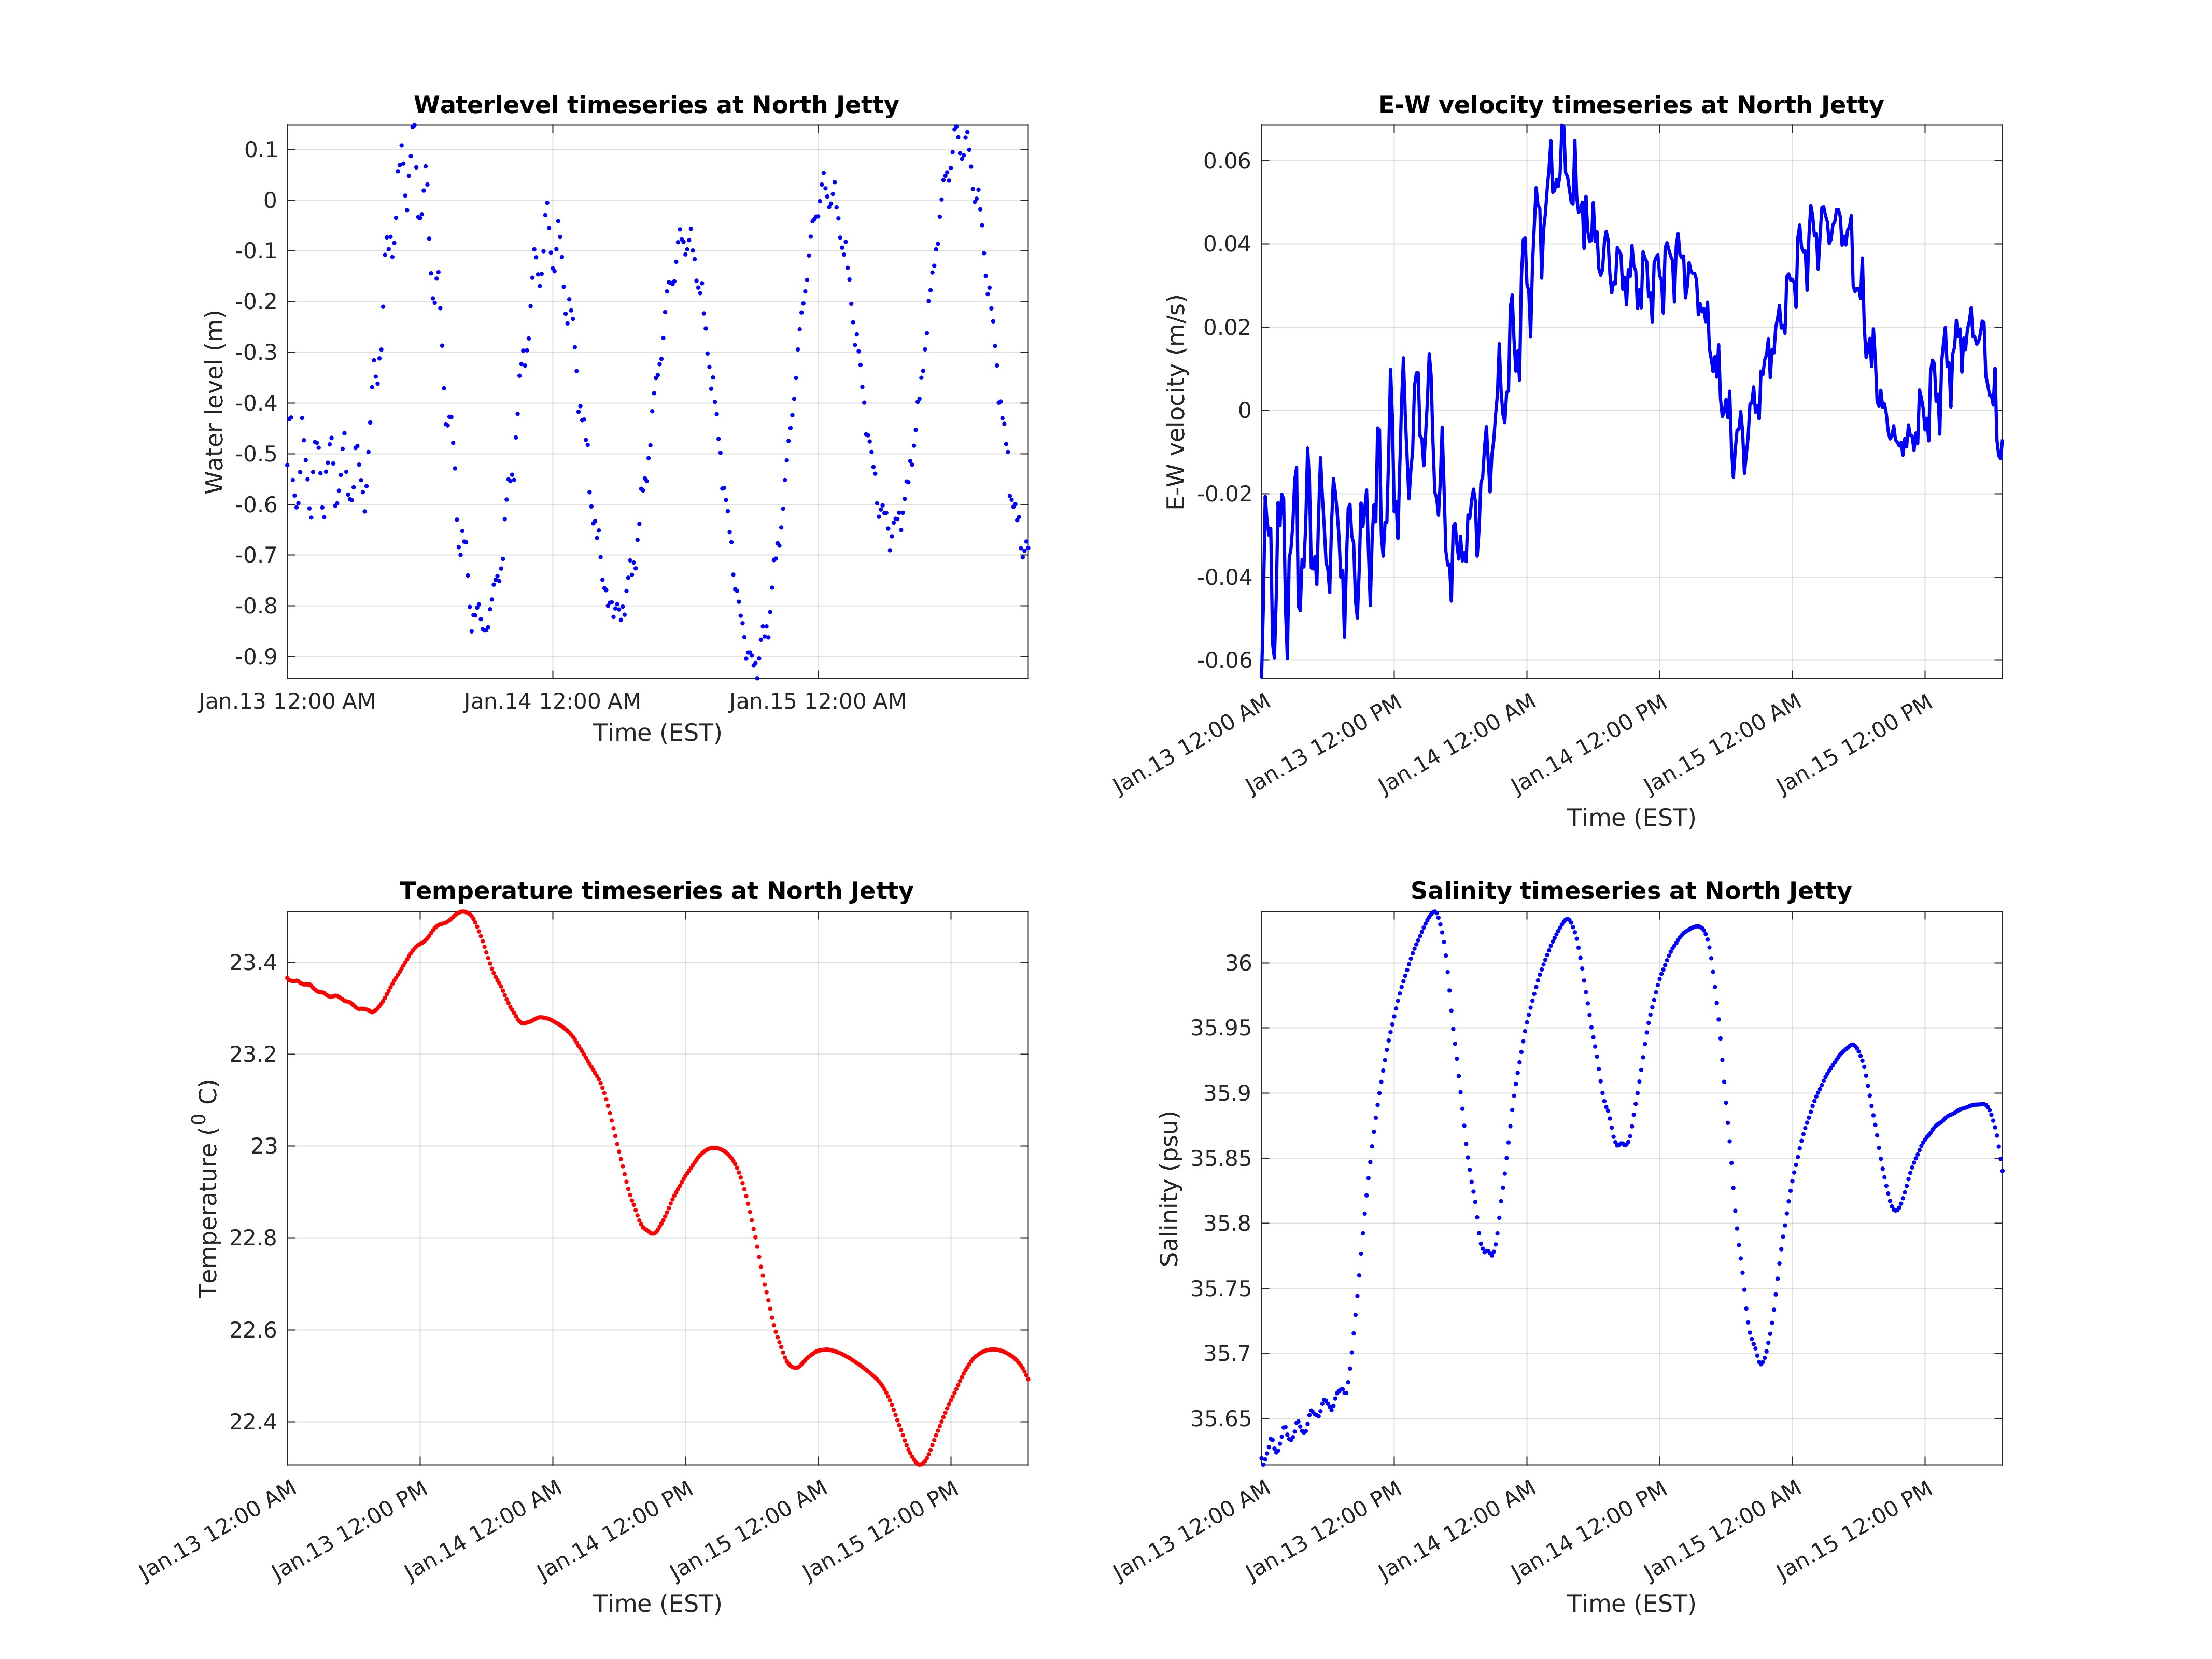 Waterlevel timeseries at North Jetty
0.1
0
-0.1
-0.2
-0.3
-0.4
-0.5
-0.6
-0.7
-0.8
-0.9
Water level (m)
Jan.13 12:00 AM
Jan.14 12:00 AM
Jan.15 12:00 AM
Time (EST)
E-W velocity timeseries at North Jetty
0.06
0.04
0.02
0
-0.02
-0.04
-0.06
E-W velocity (m/s)
Jan.13 12:00 AM
Jan.13 12:00 PM
Jan.14 12:00 AM
Jan.14 12:00 PM
Jan.15 12:00 AM
Jan.15 12:00 PM
Time (EST)
Temperature timeseries at North Jetty
23.4
23.2
23
22.8
22.6
22.4
Temperature (⁰ C)
Jan.13 12:00 AM
Jan.13 12:00 PM
Jan.14 12:00 AM
Jan.14 12:00 PM
Jan.15 12:00 AM
Jan.15 12:00 PM
Time (EST)
Salinity timeseries at North Jetty
36
35.95
35.9
35.85
35.8
35.75
35.7
35.65
Salinity (psu)
Jan.13 12:00 AM
Jan.13 12:00 PM
Jan.14 12:00 AM
Jan.14 12:00 PM
Jan.15 12:00 AM
Jan.15 12:00 PM
Time (EST)